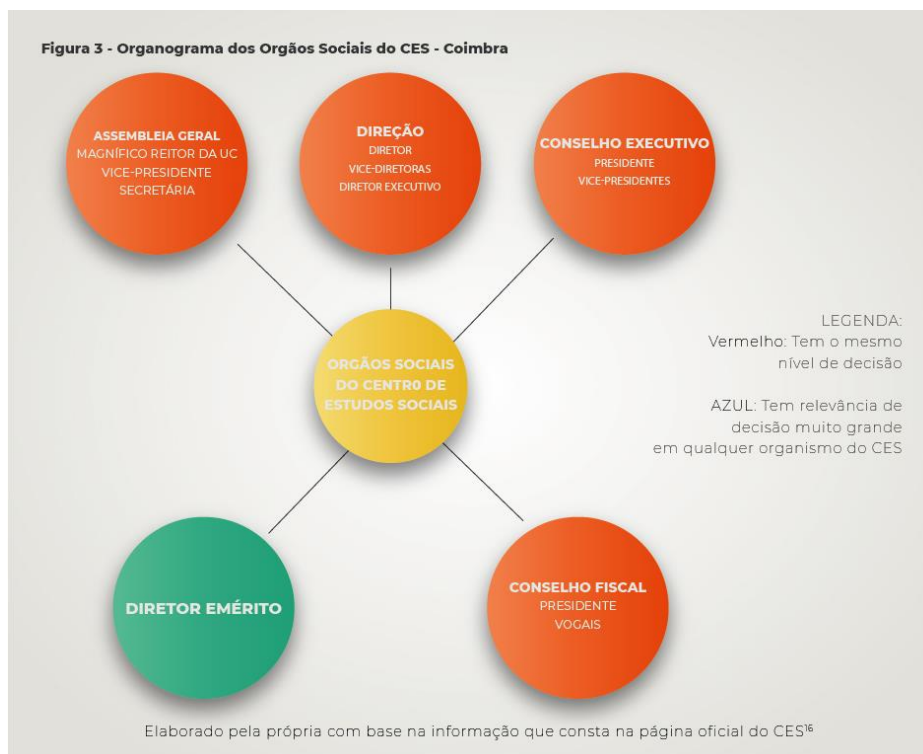 Figura 3 - Organograma dos Orgãos Sociais do CES - Coimbra
ASSEMBLEIA GERAL
MAGNÍFICO REITOR DA UC
VICE-PRESIDENTE
SECRETÁRIA
DIREÇÃO
DIRETOR
VICE-DIRETORAS
DIRETOR EXECUTIVO
CONSELHO EXECUTIVO
PRESIDENTE
VICE-PRESIDENTES
ORGÃOS SOCIAIS
DO CENTR0 DE
ESTUDOS SOCIAIS
LEGENDA:
Vermelho: Tem o mesmo
nível de decisão
AZUL: Tem relevância de
decisão muito grande
em qualquer organismo do CES
DIRETOR EMÉRITO
CONSELHO FISCAL
PRESIDENTE
VOGAIS
Elaborado pela própria com base na informação que consta na página oficial do CES¹⁶